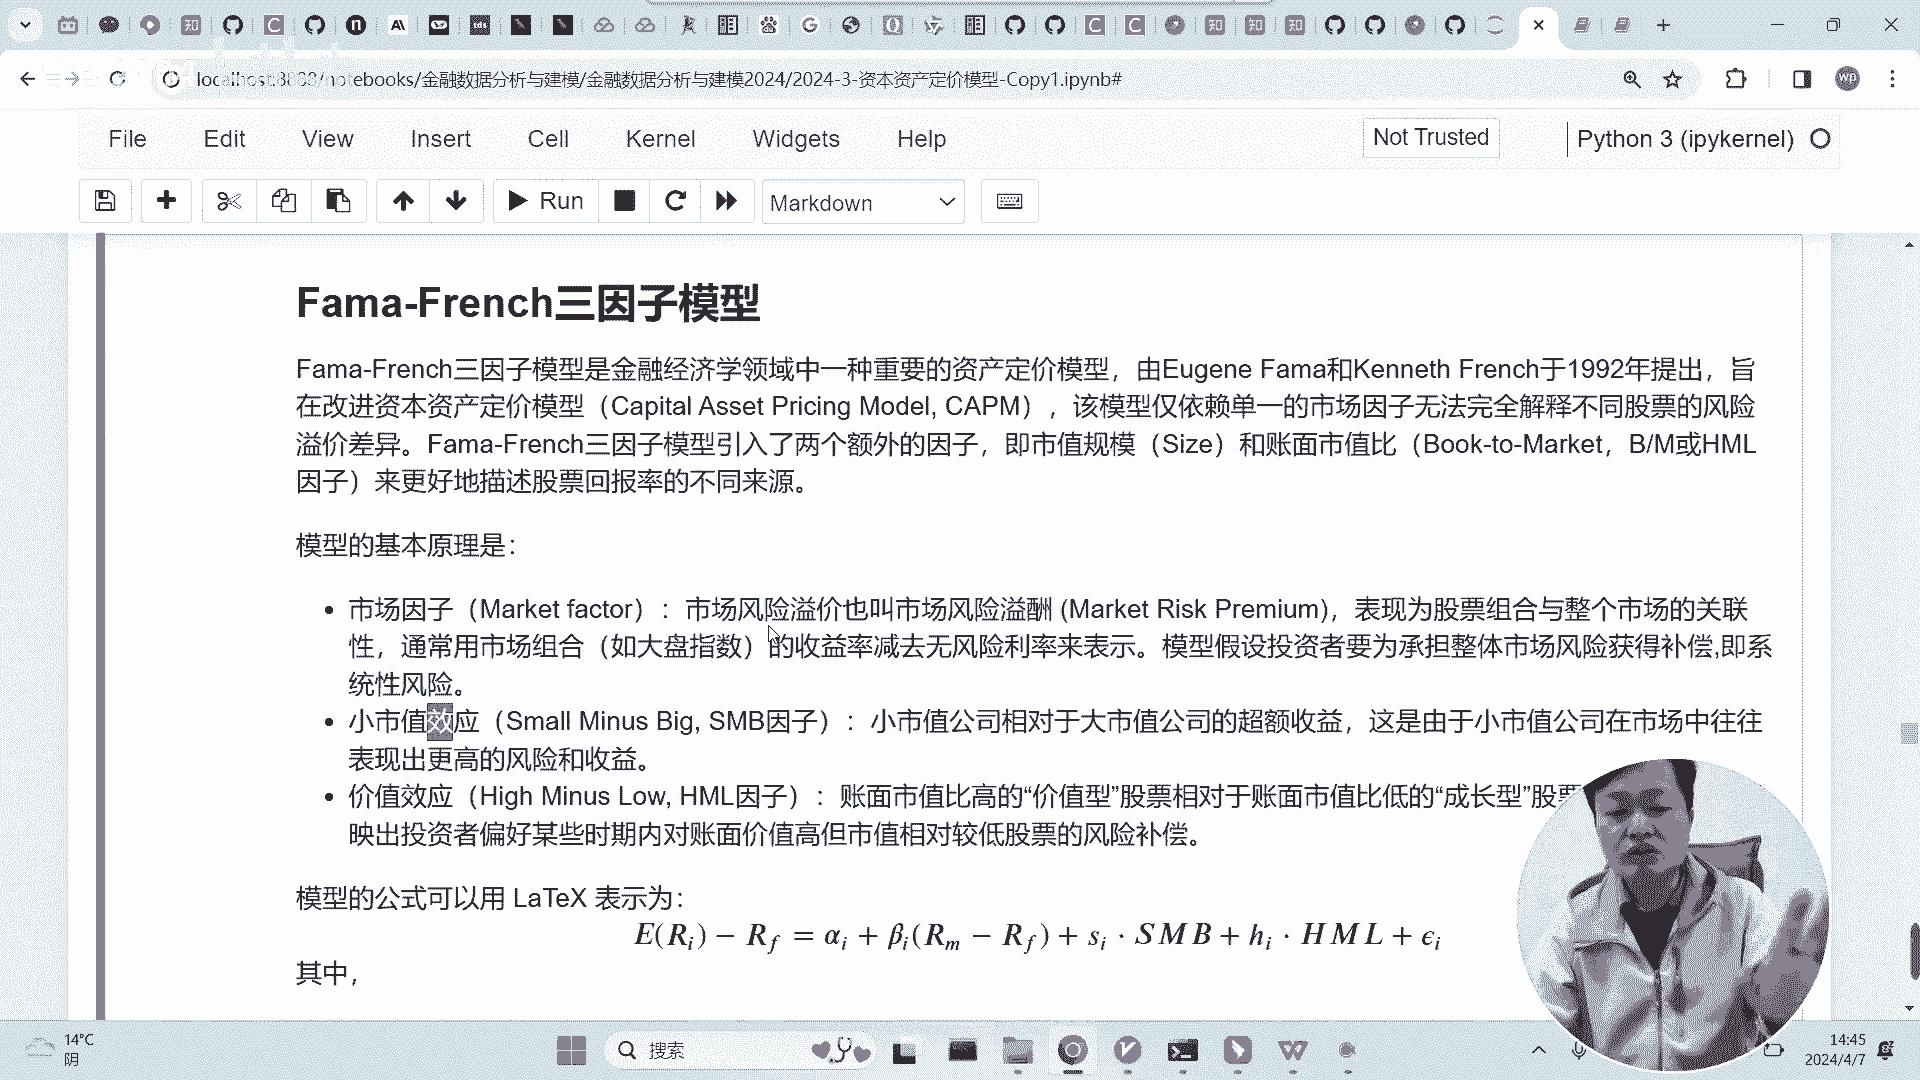 localhost:8888/notebooks/金融数据分析与建模/金融数据分析与建模2024/2024-3-资本资产定价模型-Copy1.ipynb#
wp
File Edit View Insert Cell Kernel Widgets Help
Not Trusted
Python 3 (ipykernel)
Run
Markdown
Fama-French三因子模型
Fama-French三因子模型是金融经济学领域中一种重要的资产定价模型，由Eugene Fama和Kenneth French于1992年提出，旨
在改进资本资产定价模型（Capital Asset Pricing Model, CAPM），该模型仅依赖单一的市场因子无法完全解释不同股票的风险
溢价差异。Fama-French三因子模型引入了两个额外的因子，即市值规模（Size）和账面市值比（Book-to-Market，B/M或HML
因子）来更好地描述股票回报率的不同来源。
模型的基本原理是：
• 市场因子（Market factor）：市场风险溢价也叫市场风险溢酬 (Market Risk Premium)，表现为股票组合与整个市场的关联
性，通常用市场组合（如大盘指数）的收益率减去无风险利率来表示。模型假设投资者要为承担整体市场风险获得补偿,即系
统性风险。
• 小市值效应（Small Minus Big, SMB因子）：小市值公司相对于大市值公司的超额收益，这是由于小市值公司在市场中往往
表现出更高的风险和收益。
• 价值效应（High Minus Low, HML因子）：账面市值比高的“价值型”股票相对于账面市值比低的“成长型”股票
映出投资者偏好某些时期内对账面价值高但市值相对较低股票的风险补偿。
模型的公式可以用 LaTeX 表示为：
E(R_i) − R_f = α_i + β_i(R_m − R_f) + s_i · SMB + h_i · HML + ϵ_i
其中，
14°C
阴
搜索
14:45
2024/4/7